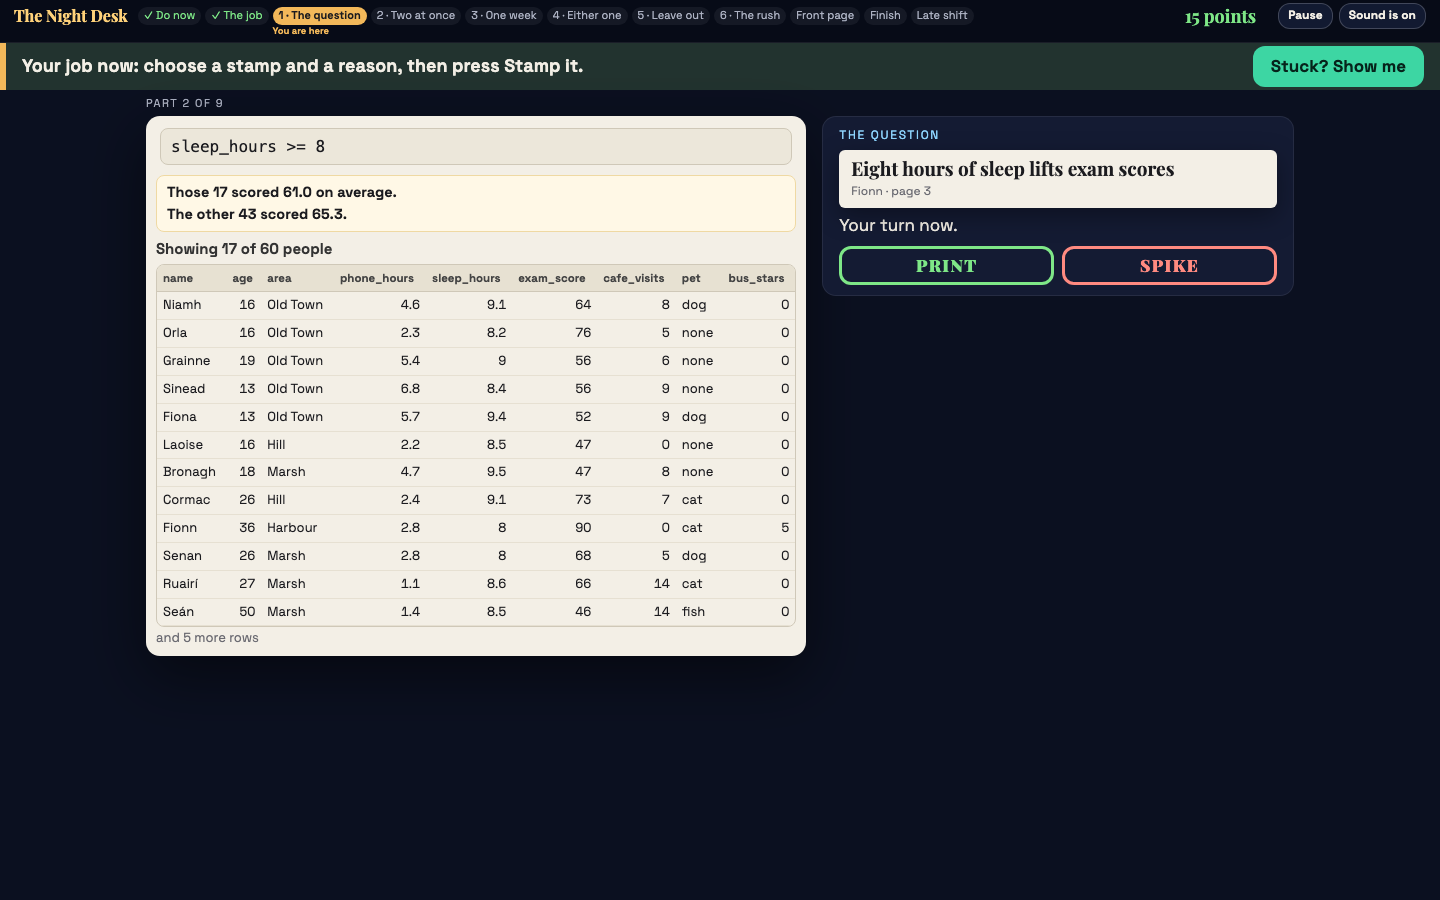 The Night Desk
✓ Do now
✓ The job
1 · The question
2 · Two at once
3 · One week
4 · Either one
5 · Leave out
6 · The rush
Front page
Finish
Late shift
15 points
Pause
Sound is on
You are here
Your job now: choose a stamp and a reason, then press Stamp it.
Stuck? Show me
PART 2 OF 9
sleep_hours >= 8
Those 17 scored 61.0 on average.
The other 43 scored 65.3.
Showing 17 of 60 people
name age area phone_hours sleep_hours exam_score cafe_visits pet bus_stars
Niamh 16 Old Town 4.6 9.1 64 8 dog 0
Orla 16 Old Town 2.3 8.2 76 5 none 0
Grainne 19 Old Town 5.4 9 56 6 none 0
Sinead 13 Old Town 6.8 8.4 56 9 none 0
Fiona 13 Old Town 5.7 9.4 52 9 dog 0
Laoise 16 Hill 2.2 8.5 47 0 none 0
Bronagh 18 Marsh 4.7 9.5 47 8 none 0
Cormac 26 Hill 2.4 9.1 73 7 cat 0
Fionn 36 Harbour 2.8 8 90 0 cat 5
Senan 26 Marsh 2.8 8 68 5 dog 0
Ruairí 27 Marsh 1.1 8.6 66 14 cat 0
Seán 50 Marsh 1.4 8.5 46 14 fish 0
and 5 more rows
THE QUESTION
Eight hours of sleep lifts exam scores
Fionn · page 3
Your turn now.
PRINT
SPIKE